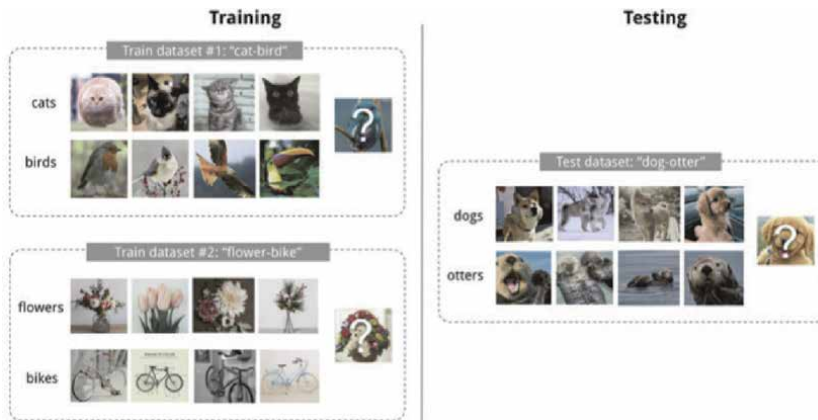 Training
Testing
Train dataset #1: "cat-bird"
cats
?
birds
Test dataset: "dog-otter"
dogs
?
otters
Train dataset #2: "flower-bike"
flowers
?
bikes